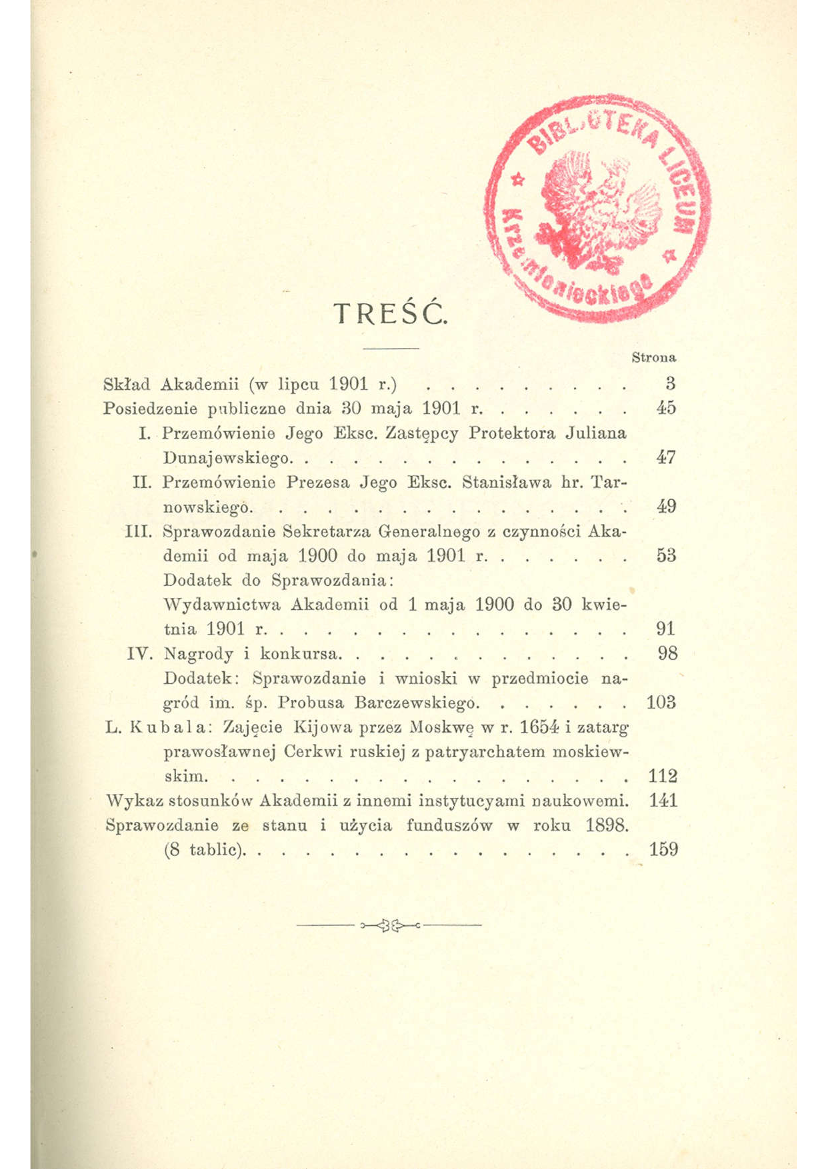 BIBLIOTEKA LICEUM
Krzemienieckiego
TREŚĆ.
Strona
Skład Akademii (w lipcu 1901 r.) . . . . . . . . . 3
Posiedzenie publiczne dnia 30 maja 1901 r. . . . . . . 45
I. Przemówienie Jego Eksc. Zastępcy Protektora Juliana
Dunajewskiego. . . . . . . . . . . . . . . 47
II. Przemówienie Prezesa Jego Eksc. Stanisława hr. Tar-
nowskiego. . . . . . . . . . . . . . . . 49
III. Sprawozdanie Sekretarza Generalnego z czynności Aka-
demii od maja 1900 do maja 1901 r. . . . . . . 53
Dodatek do Sprawozdania:
Wydawnictwa Akademii od 1 maja 1900 do 30 kwie-
tnia 1901 r. . . . . . . . . . . . . . . . 91
IV. Nagrody i konkursa. . . . . . . . . . . . . 98
Dodatek: Sprawozdanie i wnioski w przedmiocie na-
gród im. śp. Probusa Barczewskiego. . . . . . . 103
L. Kubala: Zajęcie Kijowa przez Moskwę w r. 1654 i zatarg
prawosławnej Cerkwi ruskiej z patryarchatem moskiew-
skim. . . . . . . . . . . . . . . . . . 112
Wykaz stosunków Akademii z innemi instytucyami naukowemi. 141
Sprawozdanie ze stanu i użycia funduszów w roku 1898.
(8 tablic). . . . . . . . . . . . . . . . . 159